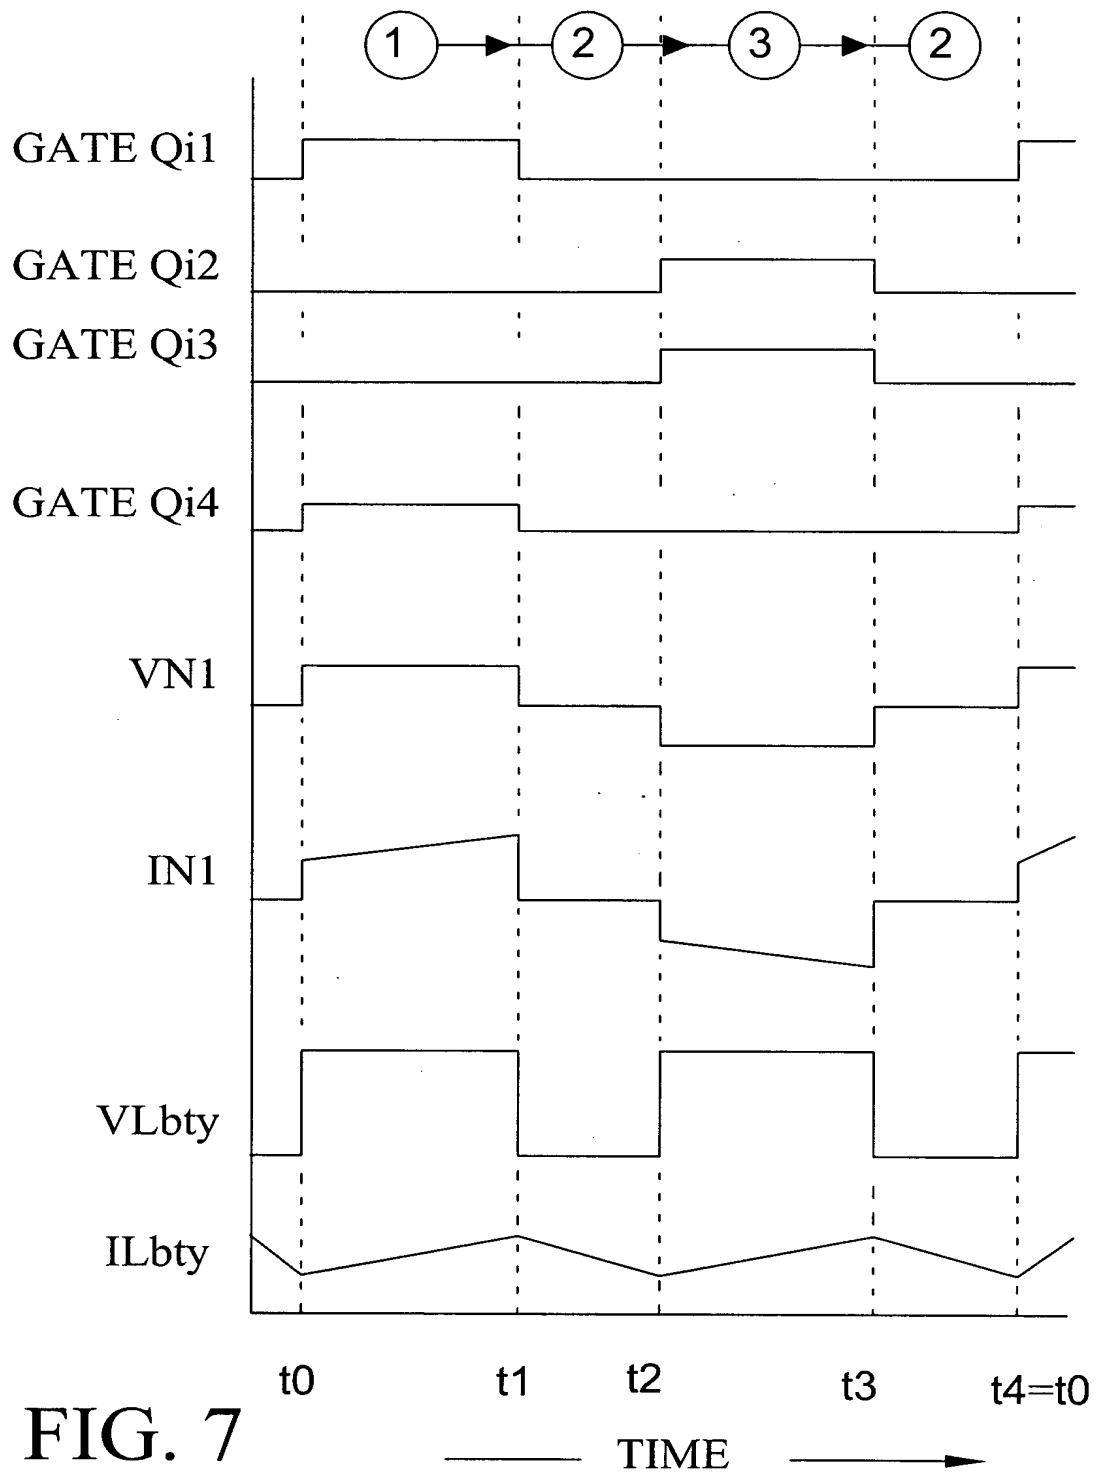 1 2 3 2
GATE Qi1
GATE Qi2
GATE Qi3
GATE Qi4
VN1
IN1
VLbty
ILbty
t0 t1 t2 t3 t4=t0
FIG. 7
TIME